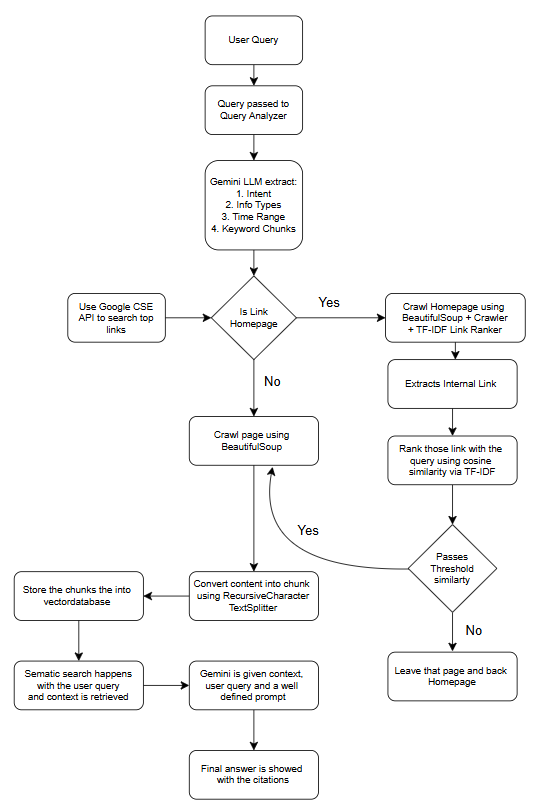 User Query
Query passed to
Query Analyzer
Gemini LLM extract:
1. Intent
2. Info Types
3. Time Range
4. Keyword Chunks
Use Google CSE
API to search top
links
Is Link
Homepage
Yes
Crawl Homepage using
BeautifulSoup + Crawler
+ TF-IDF Link Ranker
No
Extracts Internal Link
Crawl page using
BeautifulSoup
Rank those link with the
query using cosine
similarity via TF-IDF
Yes
Passes
Threshold
similarty
Store the chunks the into
vectordatabase
Convert content into chunk
using RecursiveCharacter
TextSplitter
No
Sematic search happens
with the user query
and context is retrieved
Gemini is given context,
user query and a well
defined prompt
Leave that page and back
Homepage
Final answer is showed
with the citations